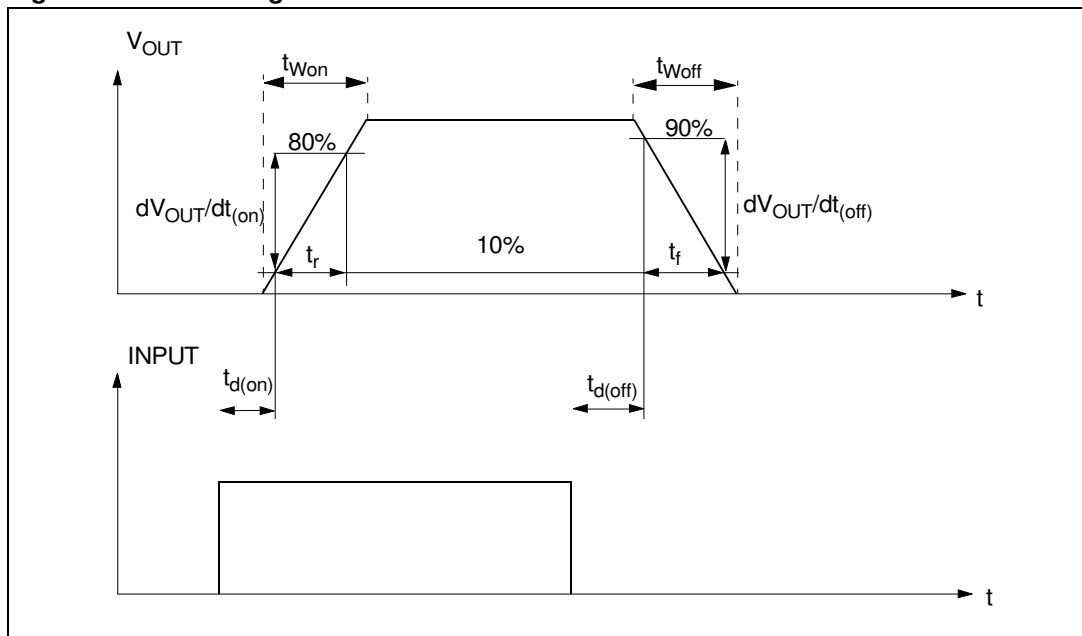 V_OUT
t_Won
t_Woff
80%
90%
dV_OUT/dt_(on)
dV_OUT/dt_(off)
t_r
10%
t_f
t
INPUT
t_d(on)
t_d(off)
t